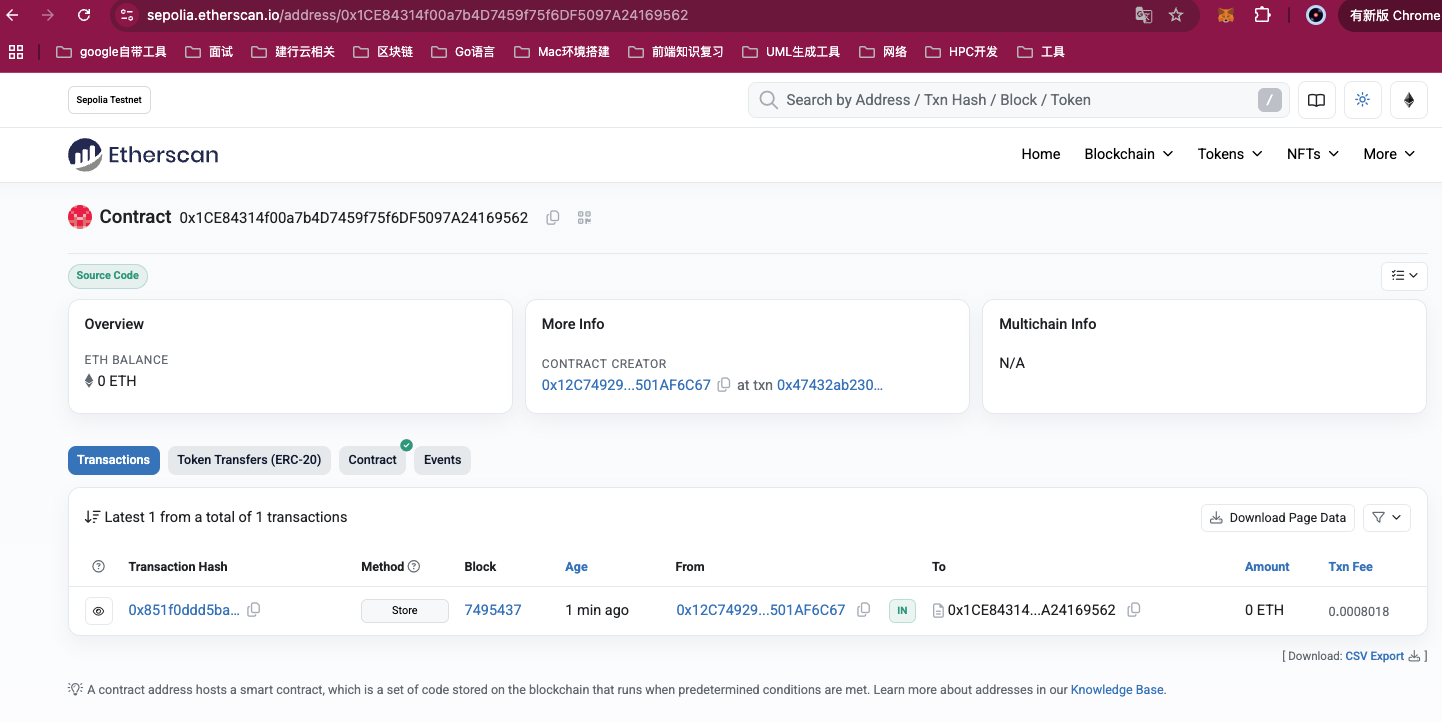 sepolia.etherscan.io/address/0x1CE84314f00a7b4D7459f75f6DF5097A24169562
有新版 Chrome
google自带工具 面试 建行云相关 区块链 Go语言 Mac环境搭建 前端知识复习 UML生成工具 网络 HPC开发 工具
Sepolia Testnet
Search by Address / Txn Hash / Block / Token /
Etherscan
Home Blockchain Tokens NFTs More
Contract 0x1CE84314f00a7b4D7459f75f6DF5097A24169562
Source Code
Overview
ETH BALANCE
0 ETH
More Info
CONTRACT CREATOR
0x12C74929...501AF6C67 at txn 0x47432ab230...
Multichain Info
N/A
Transactions Token Transfers (ERC-20) Contract Events
Latest 1 from a total of 1 transactions
Download Page Data
Transaction Hash Method Block Age From To Amount Txn Fee
0x851f0ddd5ba... Store 7495437 1 min ago 0x12C74929...501AF6C67 IN 0x1CE84314...A24169562 0 ETH 0.0008018
[ Download: CSV Export ]
A contract address hosts a smart contract, which is a set of code stored on the blockchain that runs when predetermined conditions are met. Learn more about addresses in our Knowledge Base.